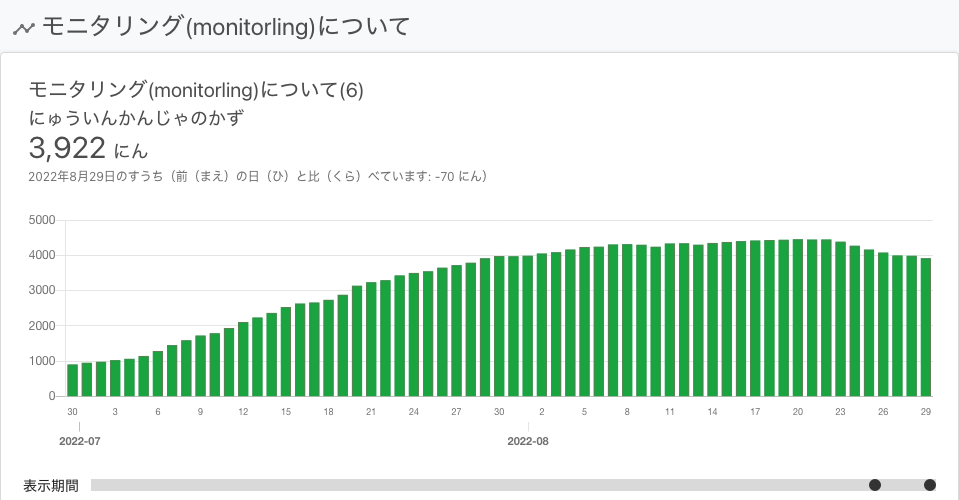 モニタリング(monitorling)について
モニタリング(monitorling)について(6)
にゅういんかんじゃのかず
3,922 にん
2022年8月29日のすうち（前（まえ）の日（ひ）と比（くら）べています: -70 にん）
5000
4000
3000
2000
1000
0
30 3 6 9 12 15 18 21 24 27 30 2 5 8 11 14 17 20 23 26 29
2022-07 2022-08
表示期間